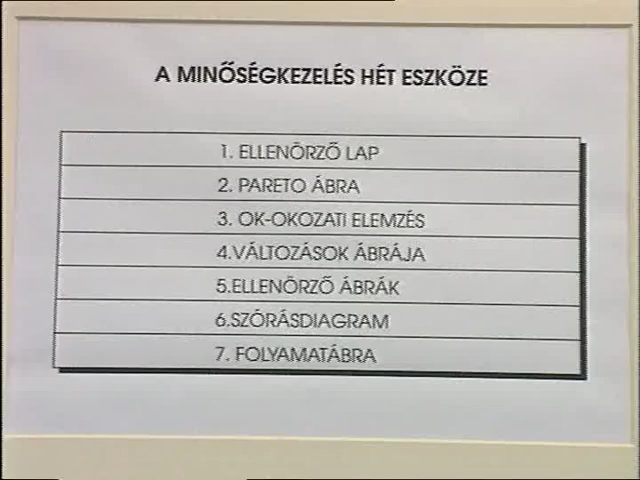 A MINŐSÉGKEZELÉS HÉT ESZKÖZE
1. ELLENŐRZŐ LAP
2. PARETO ÁBRA
3. OK-OKOZATI ELEMZÉS
4.VÁLTOZÁSOK ÁBRÁJA
5.ELLENŐRZŐ ÁBRÁK
6.SZÓRÁSDIAGRAM
7. FOLYAMATÁBRA